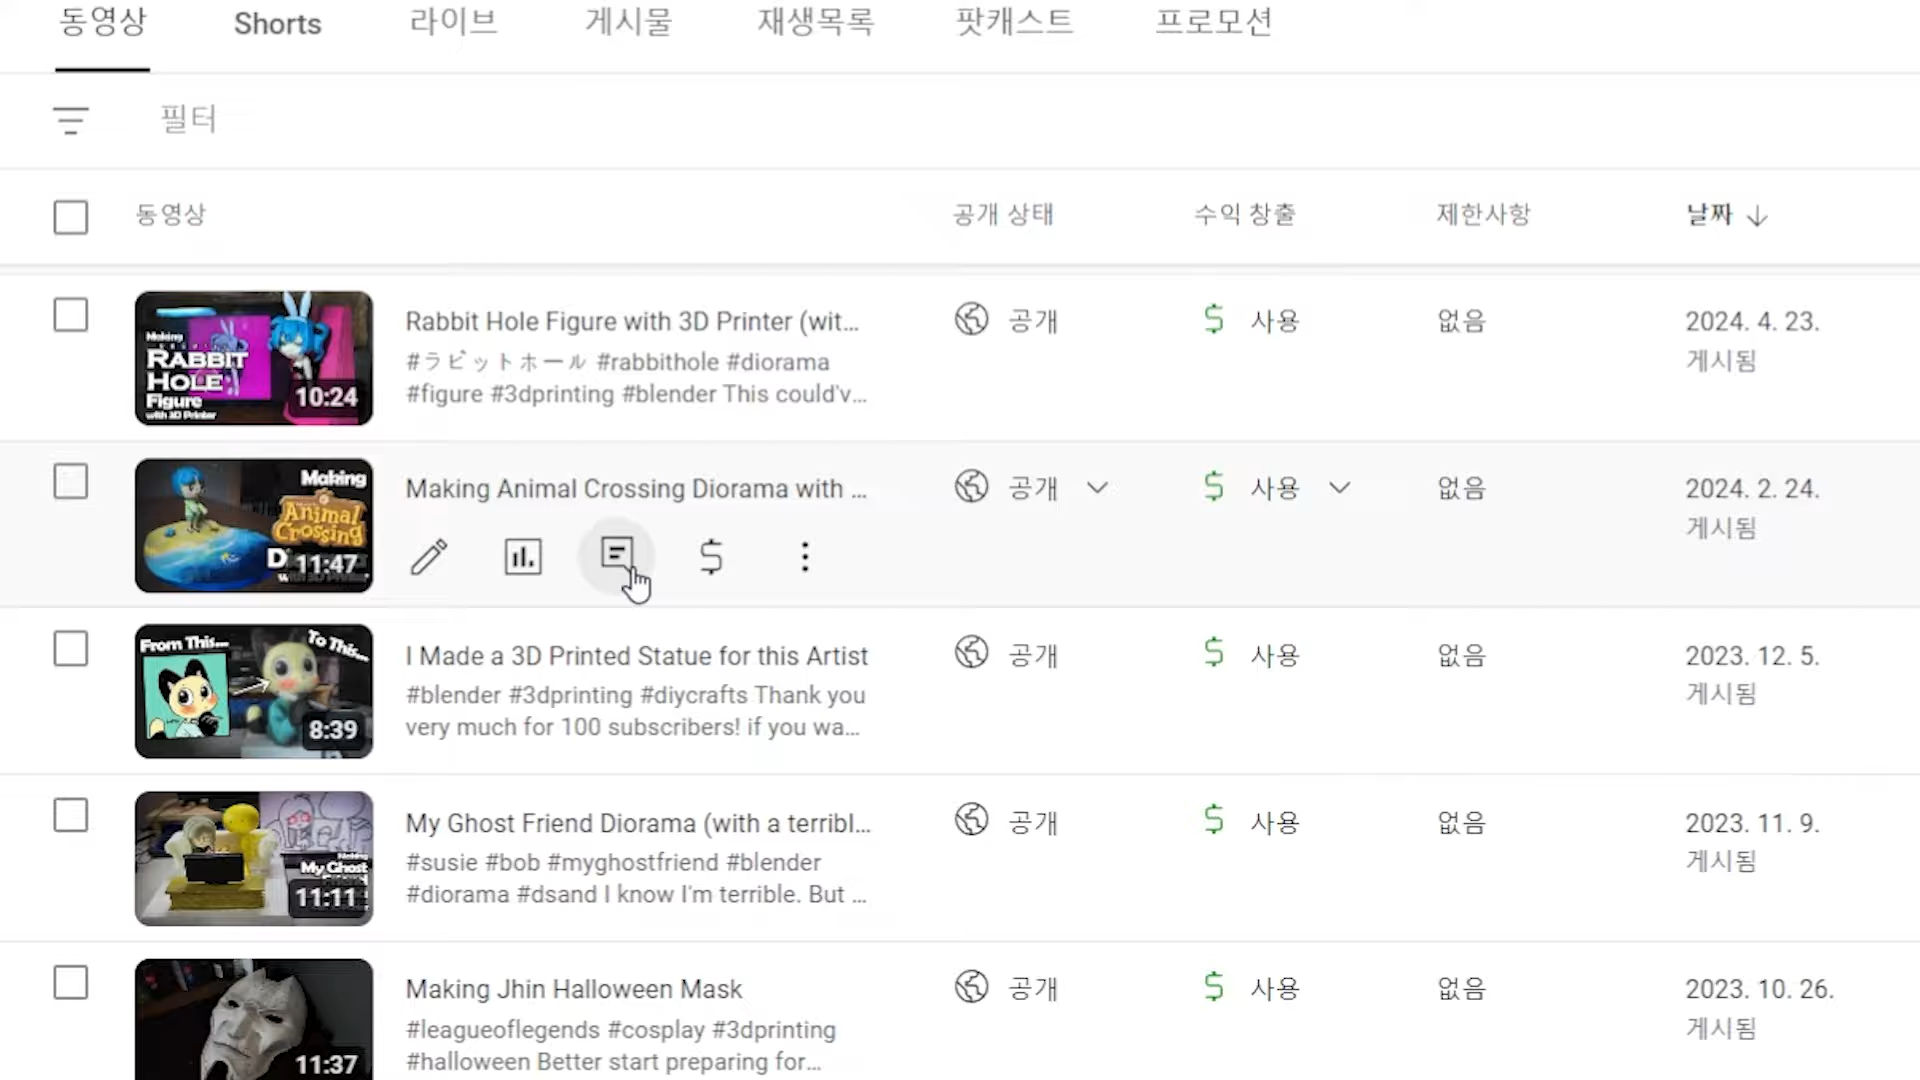 동영상 Shorts 라이브 게시물 재생목록 팟캐스트 프로모션
필터
동영상 공개 상태 수익 창출 제한사항 날짜
Making
RABBIT
HOLE
Figure
with 3D Printer
10:24
Rabbit Hole Figure with 3D Printer (wit...
#ラビットホール #rabbithole #diorama
#figure #3dprinting #blender This could'v...
공개 사용 없음 2024. 4. 23.
게시됨
Making
Animal
Crossing
D
11:47
Making Animal Crossing Diorama with ...
공개 사용 없음 2024. 2. 24.
게시됨
From This... To This...
8:39
I Made a 3D Printed Statue for this Artist
#blender #3dprinting #diycrafts Thank you
very much for 100 subscribers! if you wa...
공개 사용 없음 2023. 12. 5.
게시됨
Making
My Ghost
11:11
My Ghost Friend Diorama (with a terribl...
#susie #bob #myghostfriend #blender
#diorama #dsand I know I'm terrible. But ...
공개 사용 없음 2023. 11. 9.
게시됨
11:37
Making Jhin Halloween Mask
#leagueoflegends #cosplay #3dprinting
#halloween Better start preparing for...
공개 사용 없음 2023. 10. 26.
게시됨